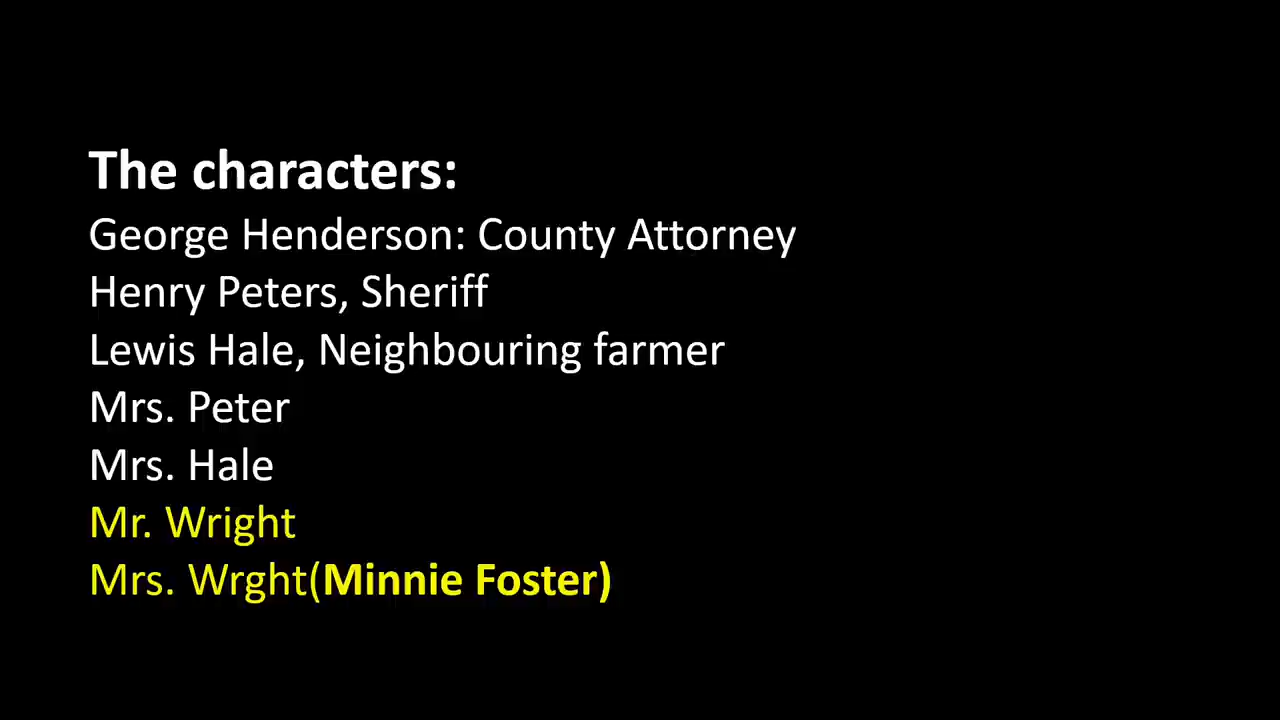 The characters:
George Henderson: County Attorney
Henry Peters, Sheriff
Lewis Hale, Neighbouring farmer
Mrs. Peter
Mrs. Hale
Mr. Wright
Mrs. Wrght(Minnie Foster)